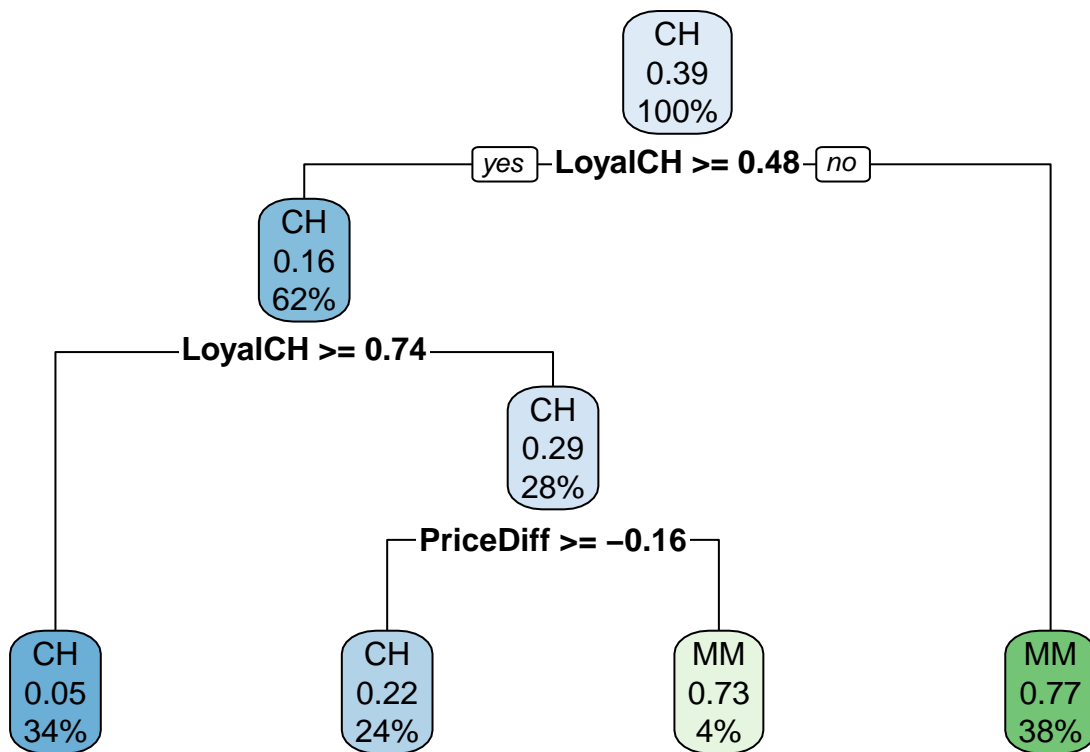 CH
0.39
100%
yes LoyalCH >= 0.48 no
CH
0.16
62%
LoyalCH >= 0.74
CH
0.29
28%
PriceDiff >= −0.16
CH
0.05
34%
CH
0.22
24%
MM
0.73
4%
MM
0.77
38%